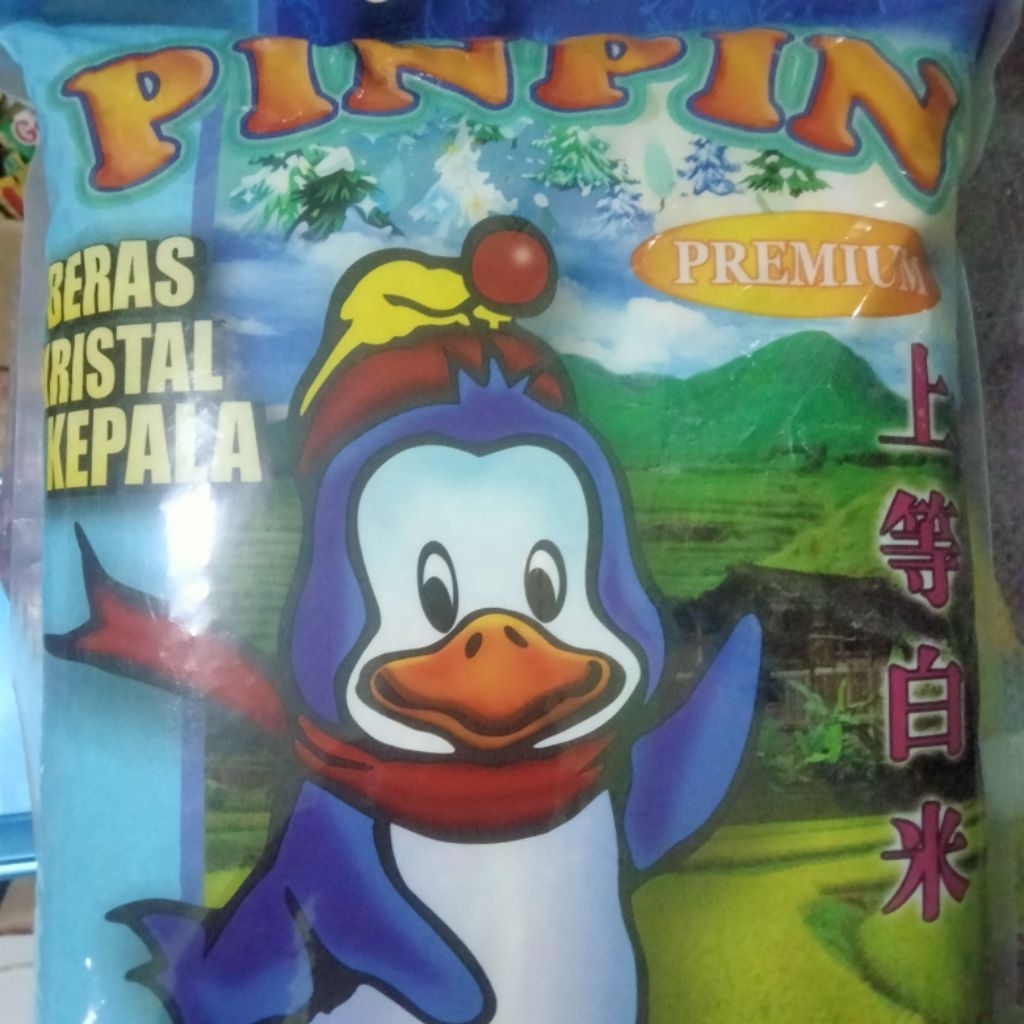 PINPIN
PREMIUM
BERAS
KRISTAL
KEPALA
上等白米